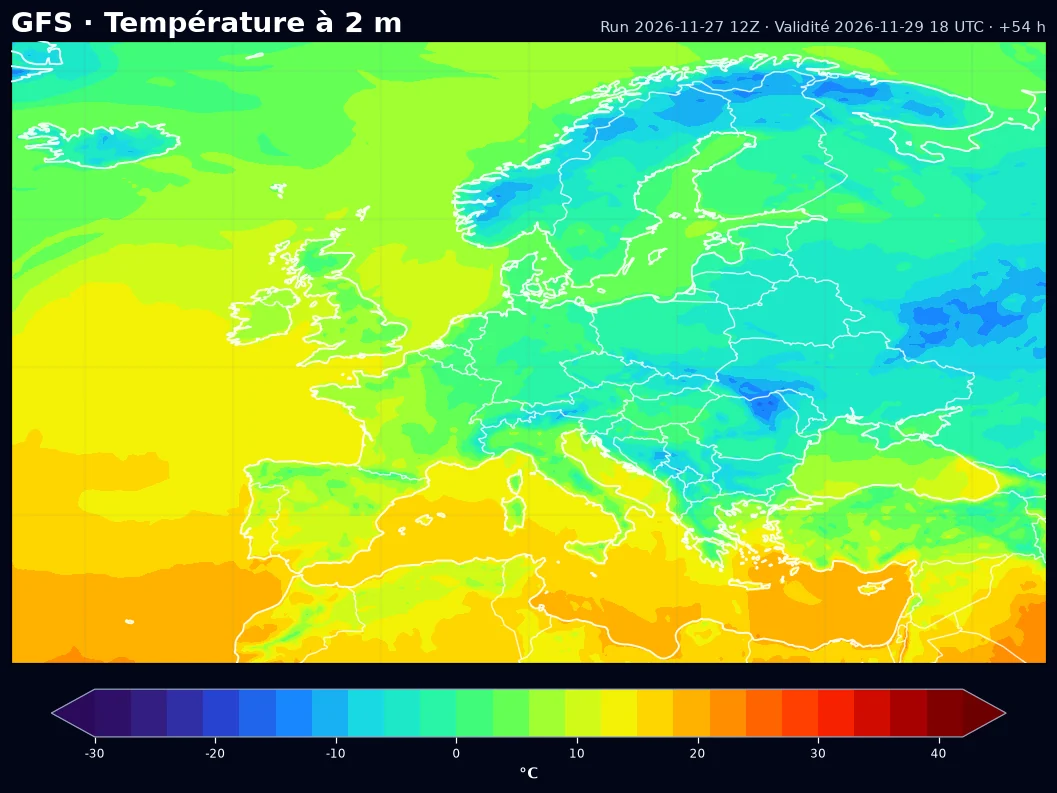 GFS · Température à 2 m
Run 2026-11-27 12Z · Validité 2026-11-29 18 UTC · +54 h
-30 -20 -10 0 10 20 30 40
°C